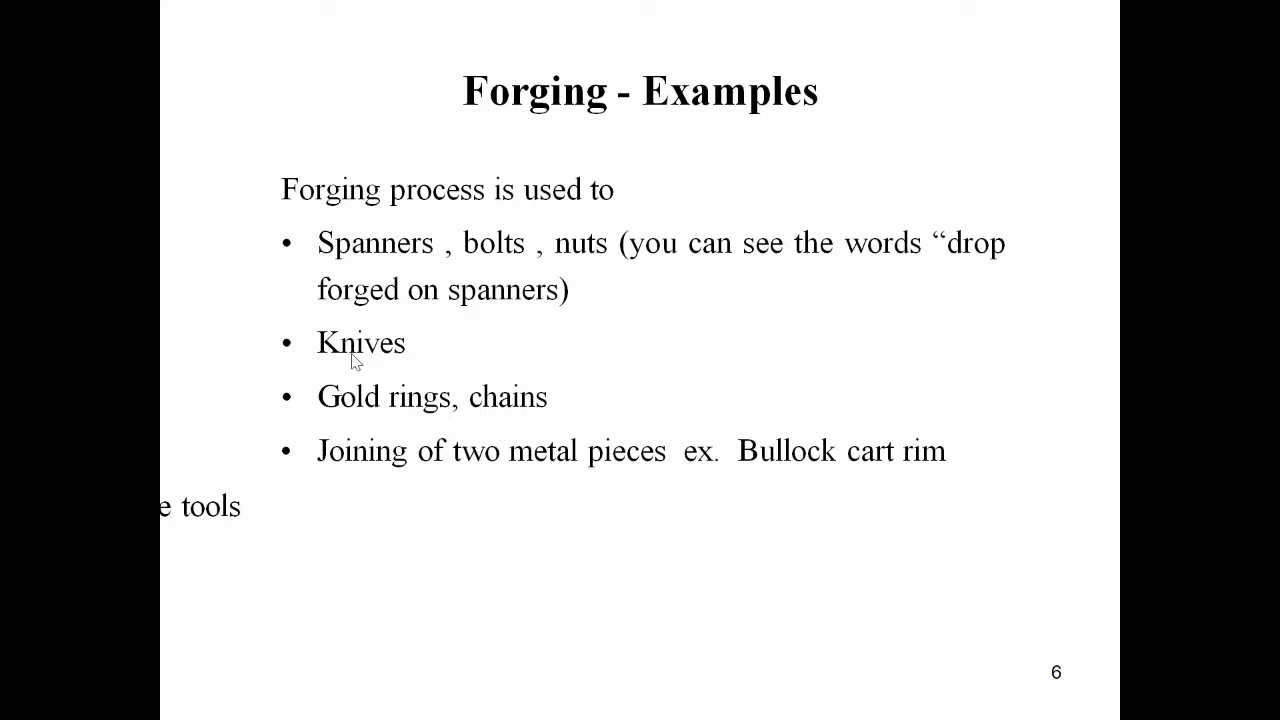 Forging - Examples
Forging process is used to
• Spanners , bolts , nuts (you can see the words “drop
forged on spanners)
• Knives
• Gold rings, chains
• Joining of two metal pieces ex. Bullock cart rim
tools
6